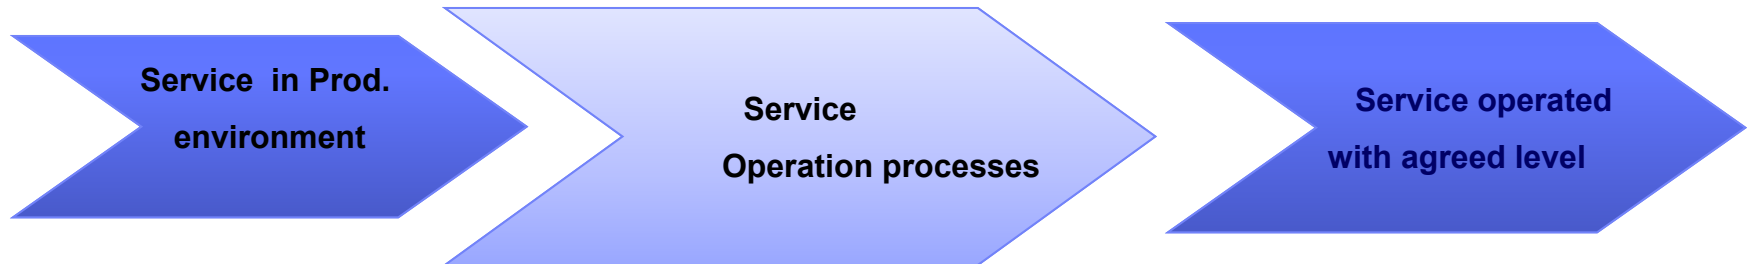 Service in Prod.
environment
Service
Operation processes
Service operated
with agreed level